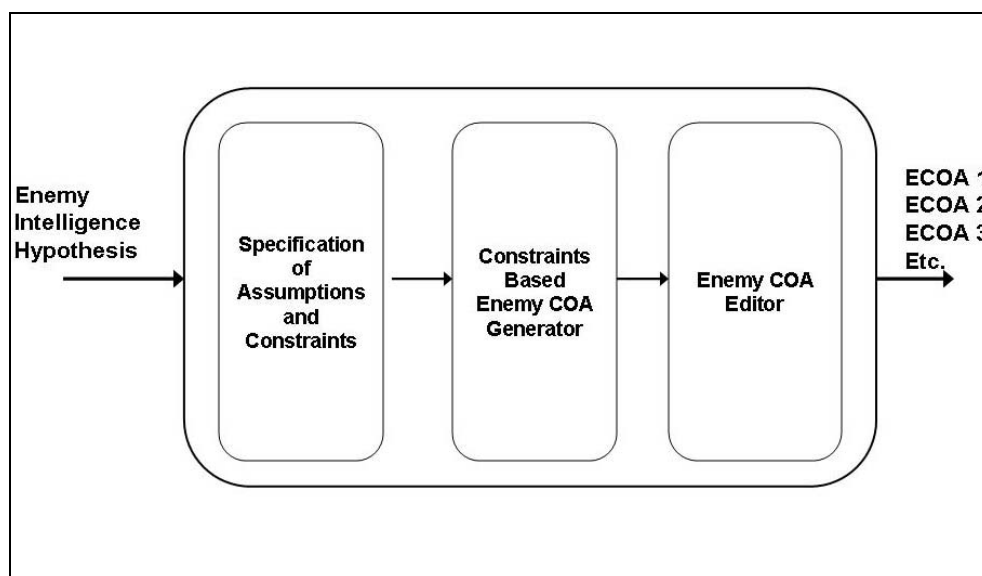 Enemy
Intelligence
Hypothesis
Specification
of
Assumptions
and
Constraints
Constraints
Based
Enemy COA
Generator
Enemy COA
Editor
ECOA 1
ECOA 2
ECOA 3
Etc.